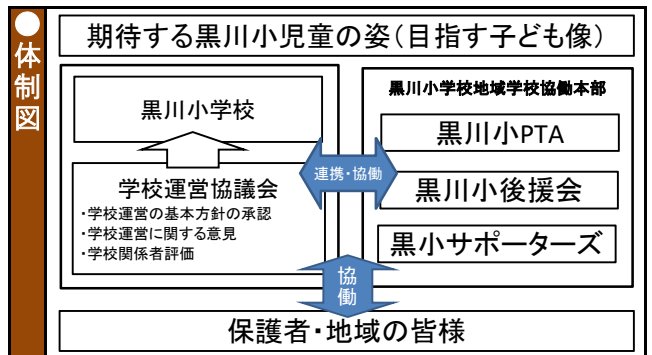 ●体制図
期待する黒川小児童の姿(目指す子ども像)
黒川小学校
学校運営協議会
・学校運営の基本方針の承認
・学校運営に関する意見
・学校関係者評価
連携・協働
黒川小学校地域学校協働本部
黒川小PTA
黒川小後援会
黒小サポーターズ
協働
保護者・地域の皆様